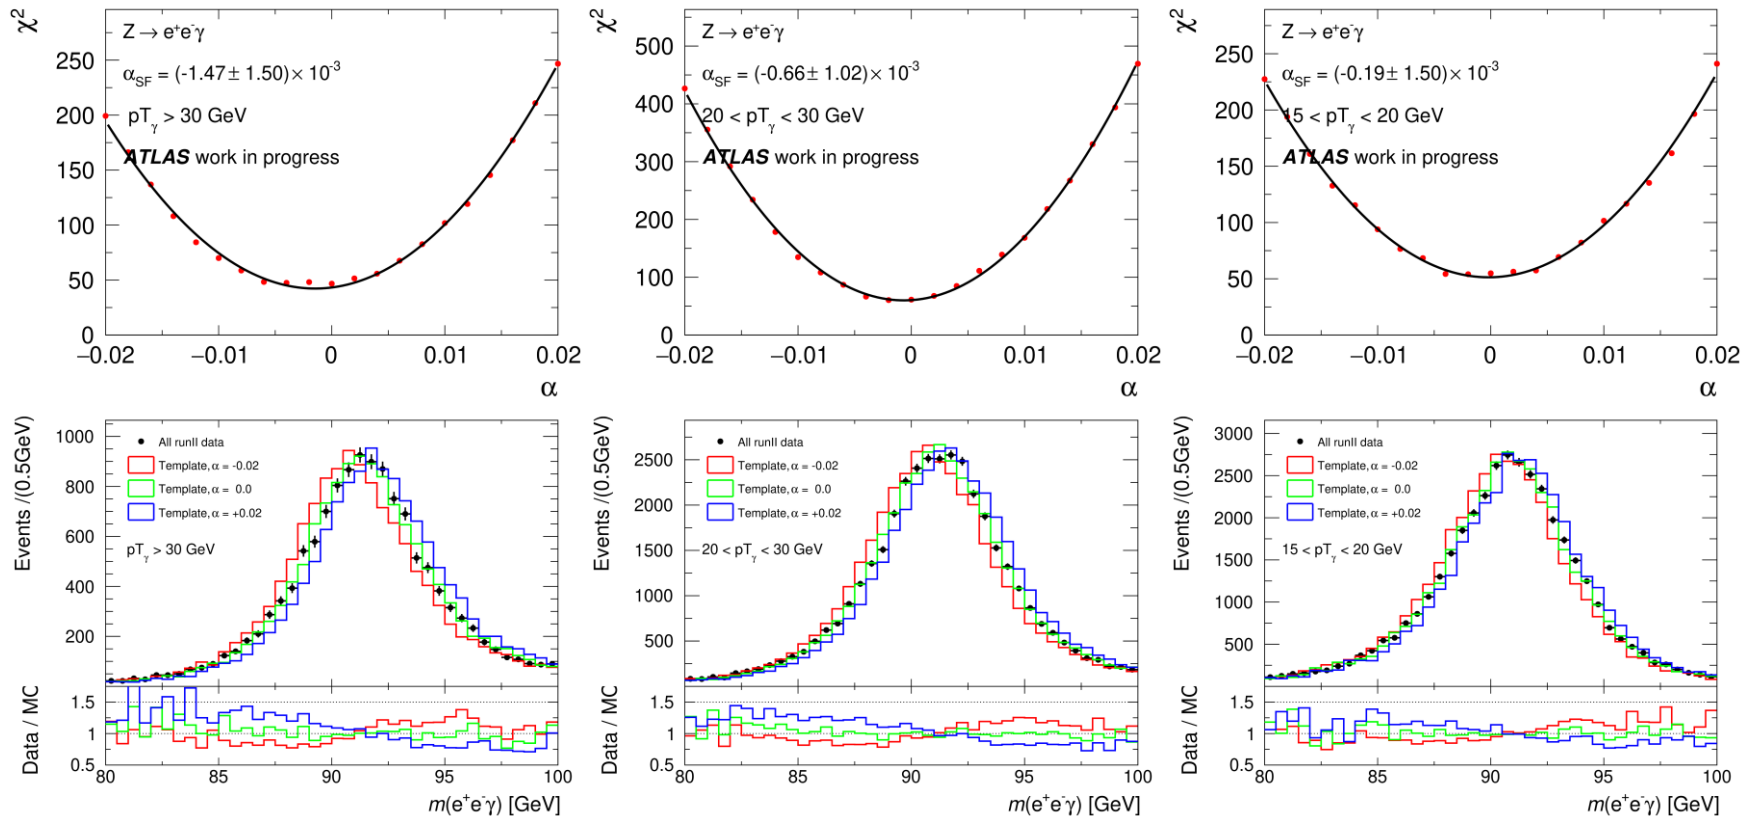 χ²
Z → e⁺e⁻γ
α_SF = (-1.47 ± 1.50) × 10⁻³
pT_γ > 30 GeV
ATLAS work in progress
250
200
150
100
50
0
−0.02 −0.01 0 0.01 0.02
α
χ²
Z → e⁺e⁻γ
α_SF = (-0.66 ± 1.02) × 10⁻³
20 < pT_γ < 30 GeV
ATLAS work in progress
500
400
300
200
100
0
−0.02 −0.01 0 0.01 0.02
α
χ²
Z → e⁺e⁻γ
α_SF = (-0.19 ± 1.50) × 10⁻³
15 < pT_γ < 20 GeV
ATLAS work in progress
250
200
150
100
50
0
−0.02 −0.01 0 0.01 0.02
α
Events /(0.5GeV)
1000
800
600
400
200
All runII data
Template, α = -0.02
Template, α = 0.0
Template, α = +0.02
pT_γ > 30 GeV
Data / MC
1.5
1
0.5
80 85 90 95 100
m(e⁺e⁻γ) [GeV]
Events /(0.5GeV)
2500
2000
1500
1000
500
All runII data
Template, α = -0.02
Template, α = 0.0
Template, α = +0.02
20 < pT_γ < 30 GeV
Data / MC
1.5
1
0.5
80 85 90 95 100
m(e⁺e⁻γ) [GeV]
Events /(0.5GeV)
3000
2500
2000
1500
1000
500
All runII data
Template, α = -0.02
Template, α = 0.0
Template, α = +0.02
15 < pT_γ < 20 GeV
Data / MC
1.5
1
0.5
80 85 90 95 100
m(e⁺e⁻γ) [GeV]